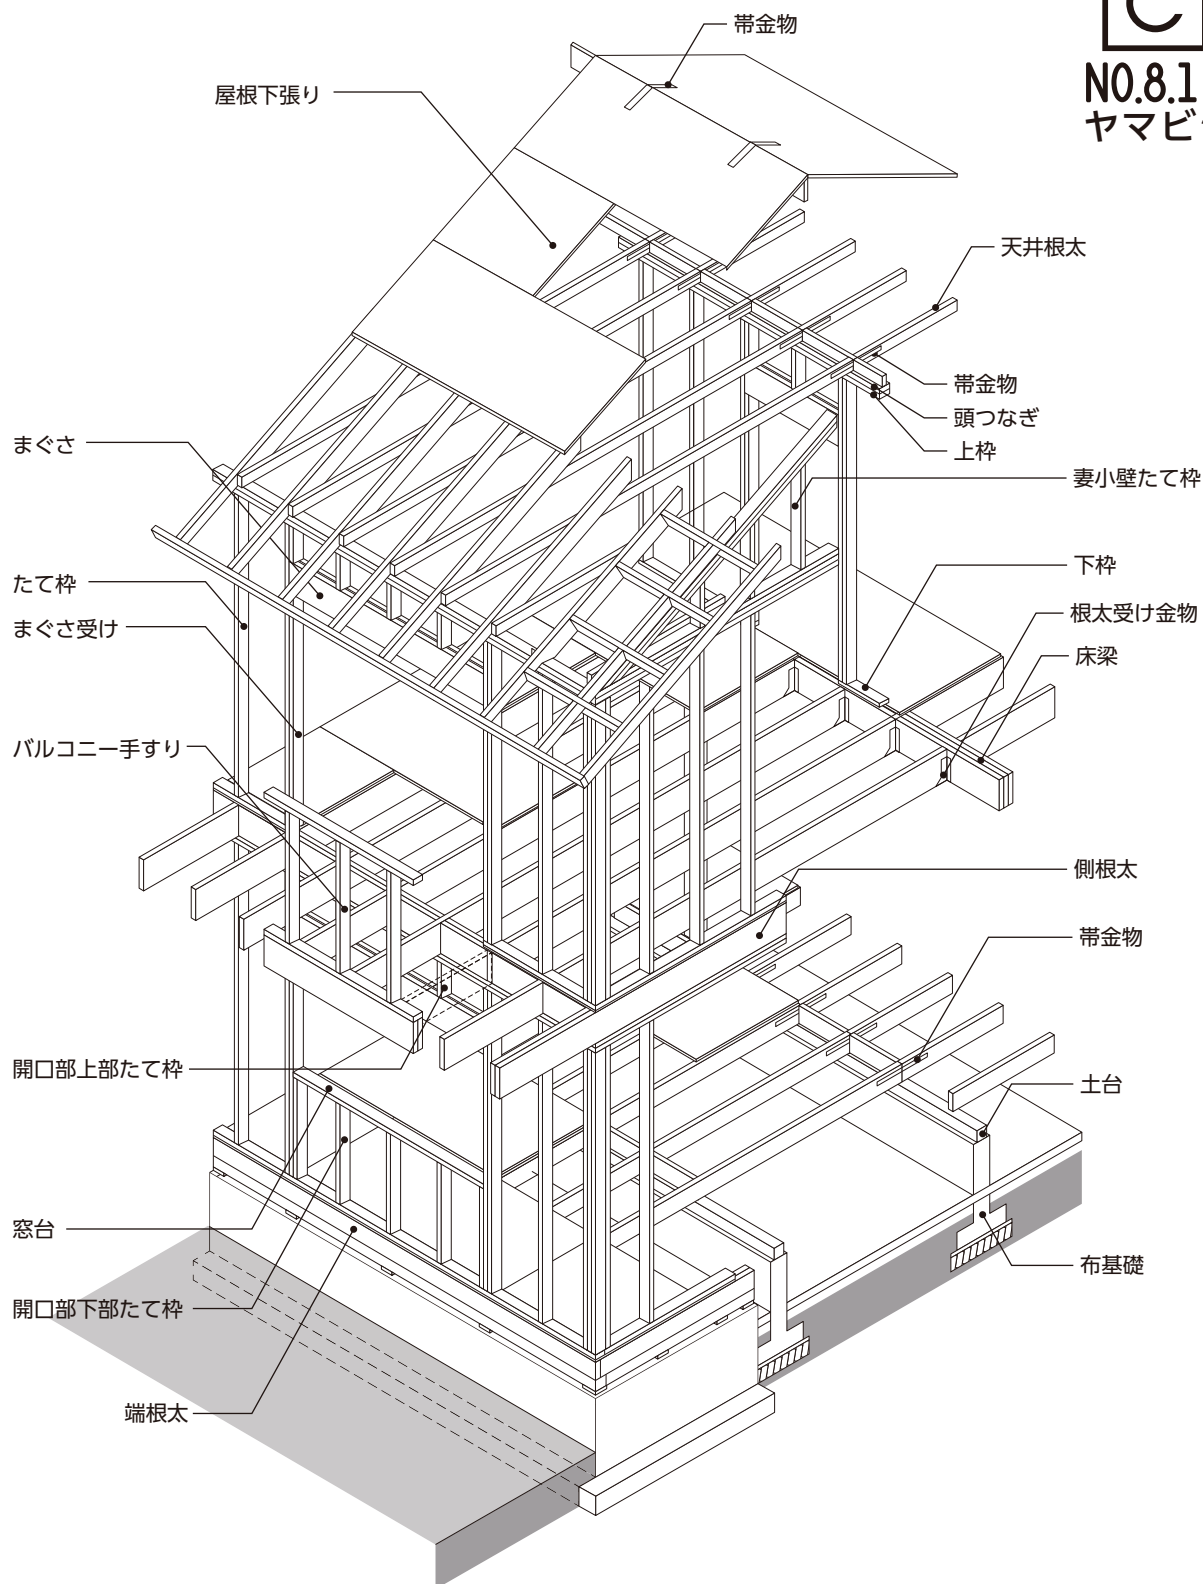 帯金物
C
NO.8.1
ヤマビ
屋根下張り
天井根太
帯金物
頭つなぎ
上枠
まぐさ
妻小壁たて枠
たて枠
下枠
まぐさ受け
根太受け金物
床梁
バルコニー手すり
側根太
帯金物
開口部上部たて枠
土台
窓台
布基礎
開口部下部たて枠
端根太